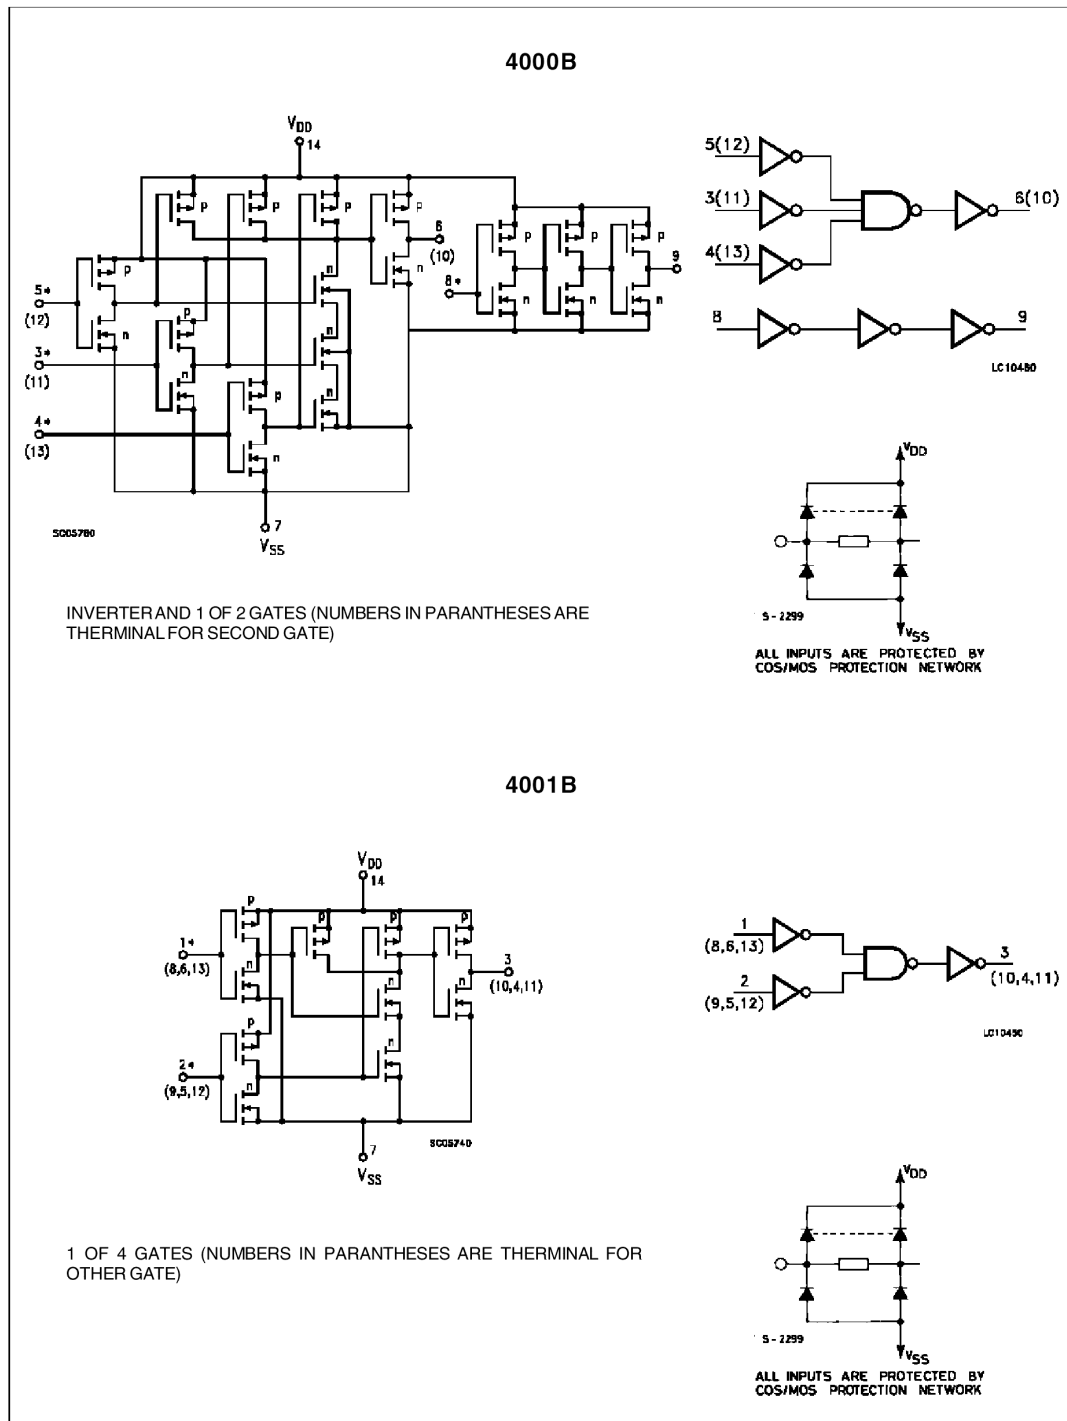 4000B
VDD
14
p
p
p
p
6
(10)
p
5*
(12)
n
p
3*
(11)
n
n
n
n
n
p
4*
(13)
n
7
VSS
SC05780
8*
p
p
p
n
n
n
9
5(12)
3(11)
4(13)
6(10)
8
9
LC10480
INVERTER AND 1 OF 2 GATES (NUMBERS IN PARANTHESES ARE
THERMINAL FOR SECOND GATE)
VDD
VSS
S-2299
ALL INPUTS ARE PROTECTED BY
COS/MOS PROTECTION NETWORK
4001B
VDD
14
p
p
p
p
1*
(8,6,13)
n
n
n
3
(10,4,11)
p
2*
(9,5,12)
n
n
7
VSS
SC05740
1
(8,6,13)
2
(9,5,12)
3
(10,4,11)
LC10490
1 OF 4 GATES (NUMBERS IN PARANTHESES ARE THERMINAL FOR
OTHER GATE)
VDD
VSS
S-2299
ALL INPUTS ARE PROTECTED BY
COS/MOS PROTECTION NETWORK